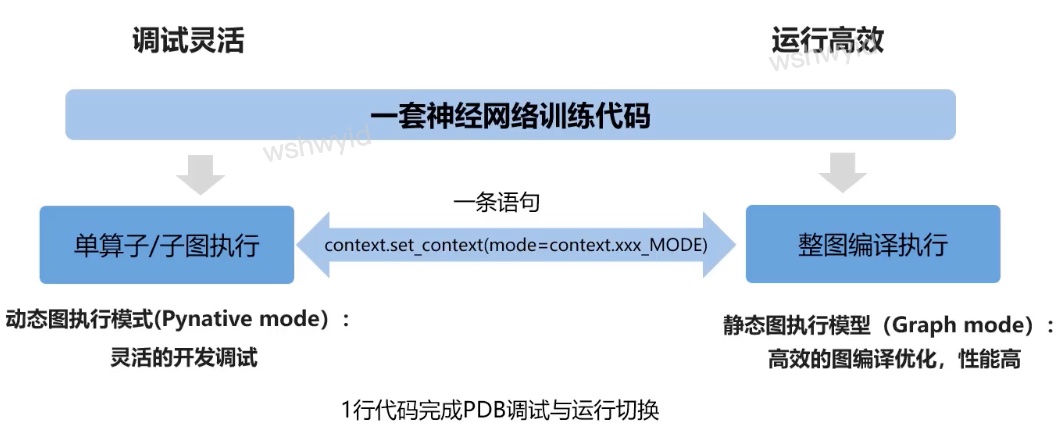 调试灵活
运行高效
wshwyid
一套神经网络训练代码
wshwyid
一条语句
单算子/子图执行
context.set_context(mode=context.xxx_MODE)
整图编译执行
动态图执行模式(Pynative mode）：
灵活的开发调试
静态图执行模型（Graph mode）：
高效的图编译优化，性能高
1行代码完成PDB调试与运行切换